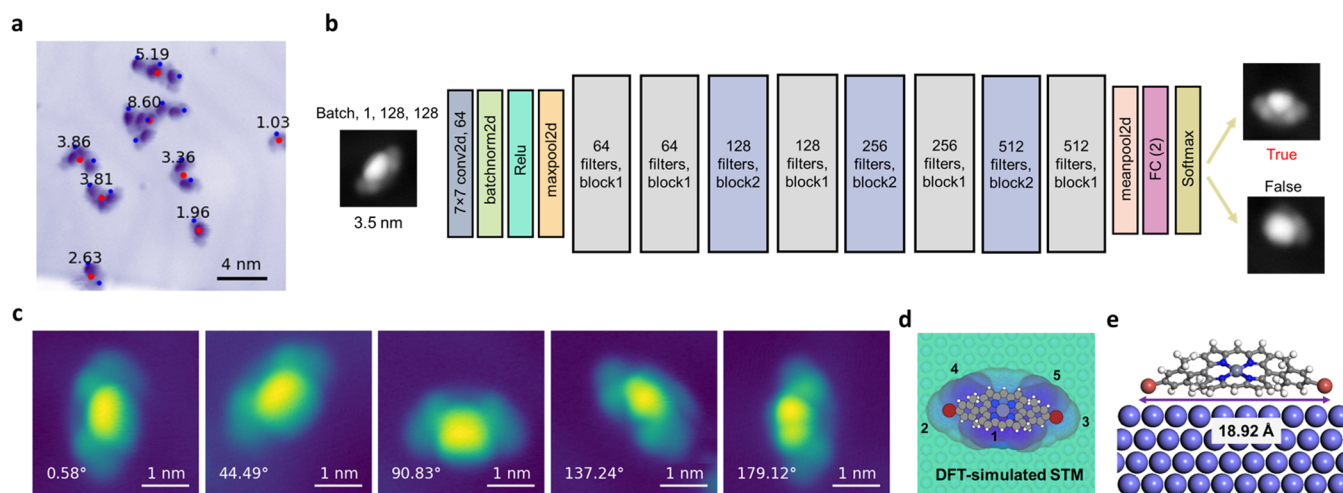 a
5.19
8.60
1.03
3.86
3.36
3.81
1.96
2.63
4 nm
b
Batch, 1, 128, 128
3.5 nm
7×7 conv2d, 64
batchnorm2d
Relu
maxpool2d
64
filters,
block1
64
filters,
block1
128
filters,
block2
128
filters,
block1
256
filters,
block2
256
filters,
block1
512
filters,
block2
512
filters,
block1
meanpool2d
FC (2)
Softmax
True
False
c
0.58°
1 nm
44.49°
1 nm
90.83°
1 nm
137.24°
1 nm
179.12°
1 nm
d
4
5
2
3
1
DFT-simulated STM
e
18.92 Å